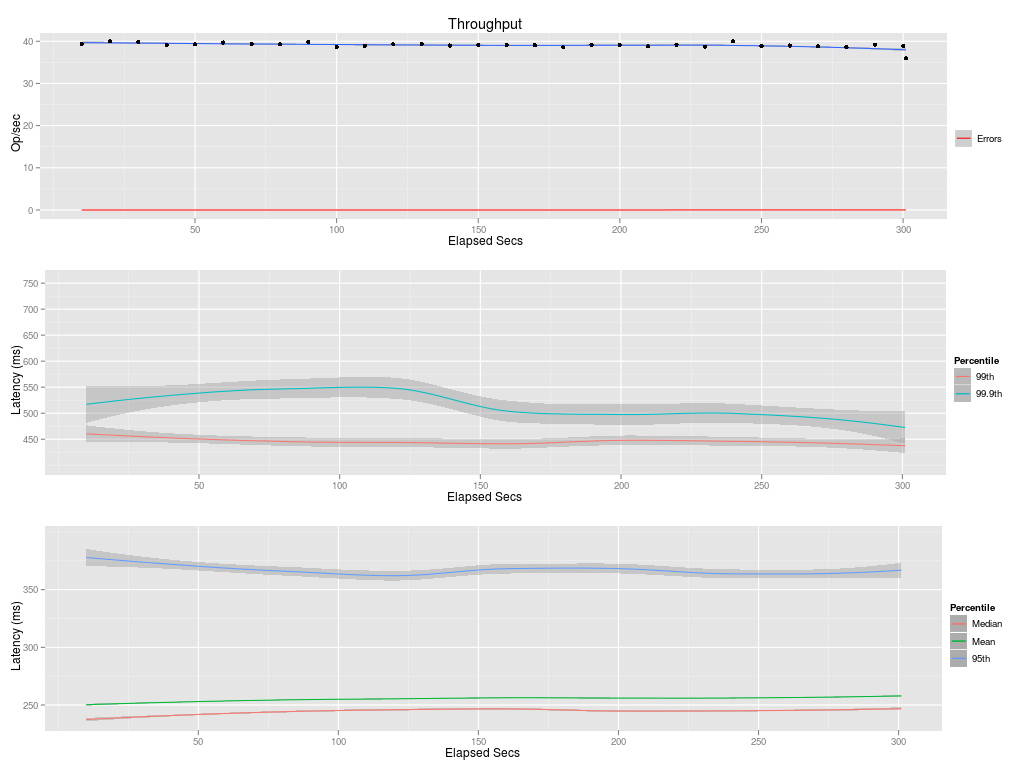 Throughput
40
30
20
10
0
Op/sec
50 100 150 200 250 300
Elapsed Secs
Errors
750
700
650
600
550
500
450
Latency (ms)
50 100 150 200 250 300
Elapsed Secs
Percentile
99th
99.9th
350
300
250
Latency (ms)
50 100 150 200 250 300
Elapsed Secs
Percentile
Median
Mean
95th